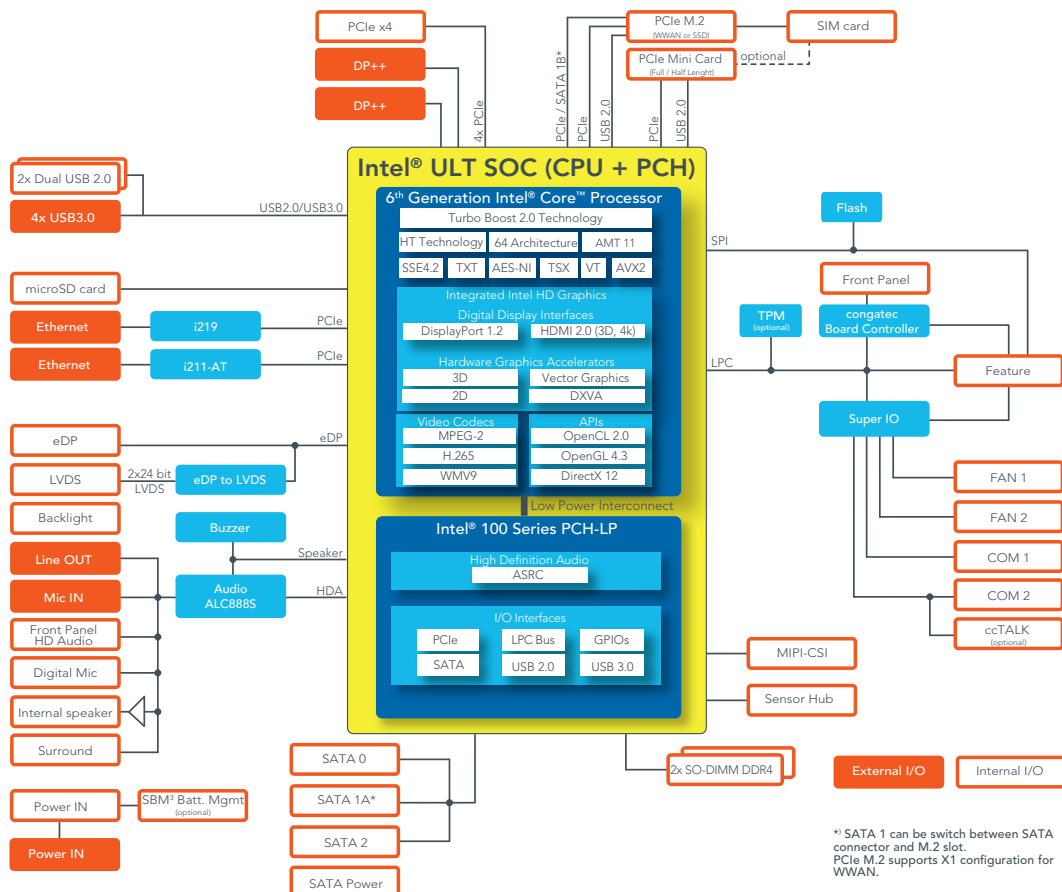 PCIe x4
DP++
DP++
4x PCIe
PCIe / SATA 1B*
PCIe
USB 2.0
PCIe
USB 2.0
PCIe M.2
(WWAN or SSD)
SIM card
PCIe Mini Card
(Full / Half Lenght)
optional
2x Dual USB 2.0
4x USB3.0
USB2.0/USB3.0
microSD card
Ethernet
i219
PCIe
Ethernet
i211-AT
PCIe
eDP
eDP
LVDS
2x24 bit
LVDS
eDP to LVDS
Backlight
Buzzer
Speaker
Line OUT
Mic IN
Audio
ALC888S
HDA
Front Panel
HD Audio
Digital Mic
Internal speaker
Surround
Power IN
SBM³ Batt. Mgmt
(optional)
Power IN
Intel® ULT SOC (CPU + PCH)
6th Generation Intel® Core™ Processor
Turbo Boost 2.0 Technology
HT Technology
64 Architecture
AMT 11
SSE4.2
TXT
AES-NI
TSX
VT
AVX2
Integrated Intel HD Graphics
Digital Display Interfaces
DisplayPort 1.2
HDMI 2.0 (3D, 4k)
Hardware Graphics Accelerators
3D
Vector Graphics
2D
DXVA
Video Codecs
MPEG-2
H.265
WMV9
APIs
OpenCL 2.0
OpenGL 4.3
DirectX 12
Low Power Interconnect
Intel® 100 Series PCH-LP
High Definition Audio
ASRC
I/O Interfaces
PCIe
LPC Bus
GPIOs
SATA
USB 2.0
USB 3.0
SPI
Flash
Front Panel
TPM
(optional)
congatec
Board Controller
LPC
Feature
Super IO
FAN 1
FAN 2
COM 1
COM 2
ccTALK
(optional)
MIPI-CSI
Sensor Hub
SATA 0
SATA 1A*
SATA 2
SATA Power
2x SO-DIMM DDR4
External I/O
Internal I/O
*) SATA 1 can be switch between SATA
connector and M.2 slot.
PCIe M.2 supports X1 configuration for
WWAN.